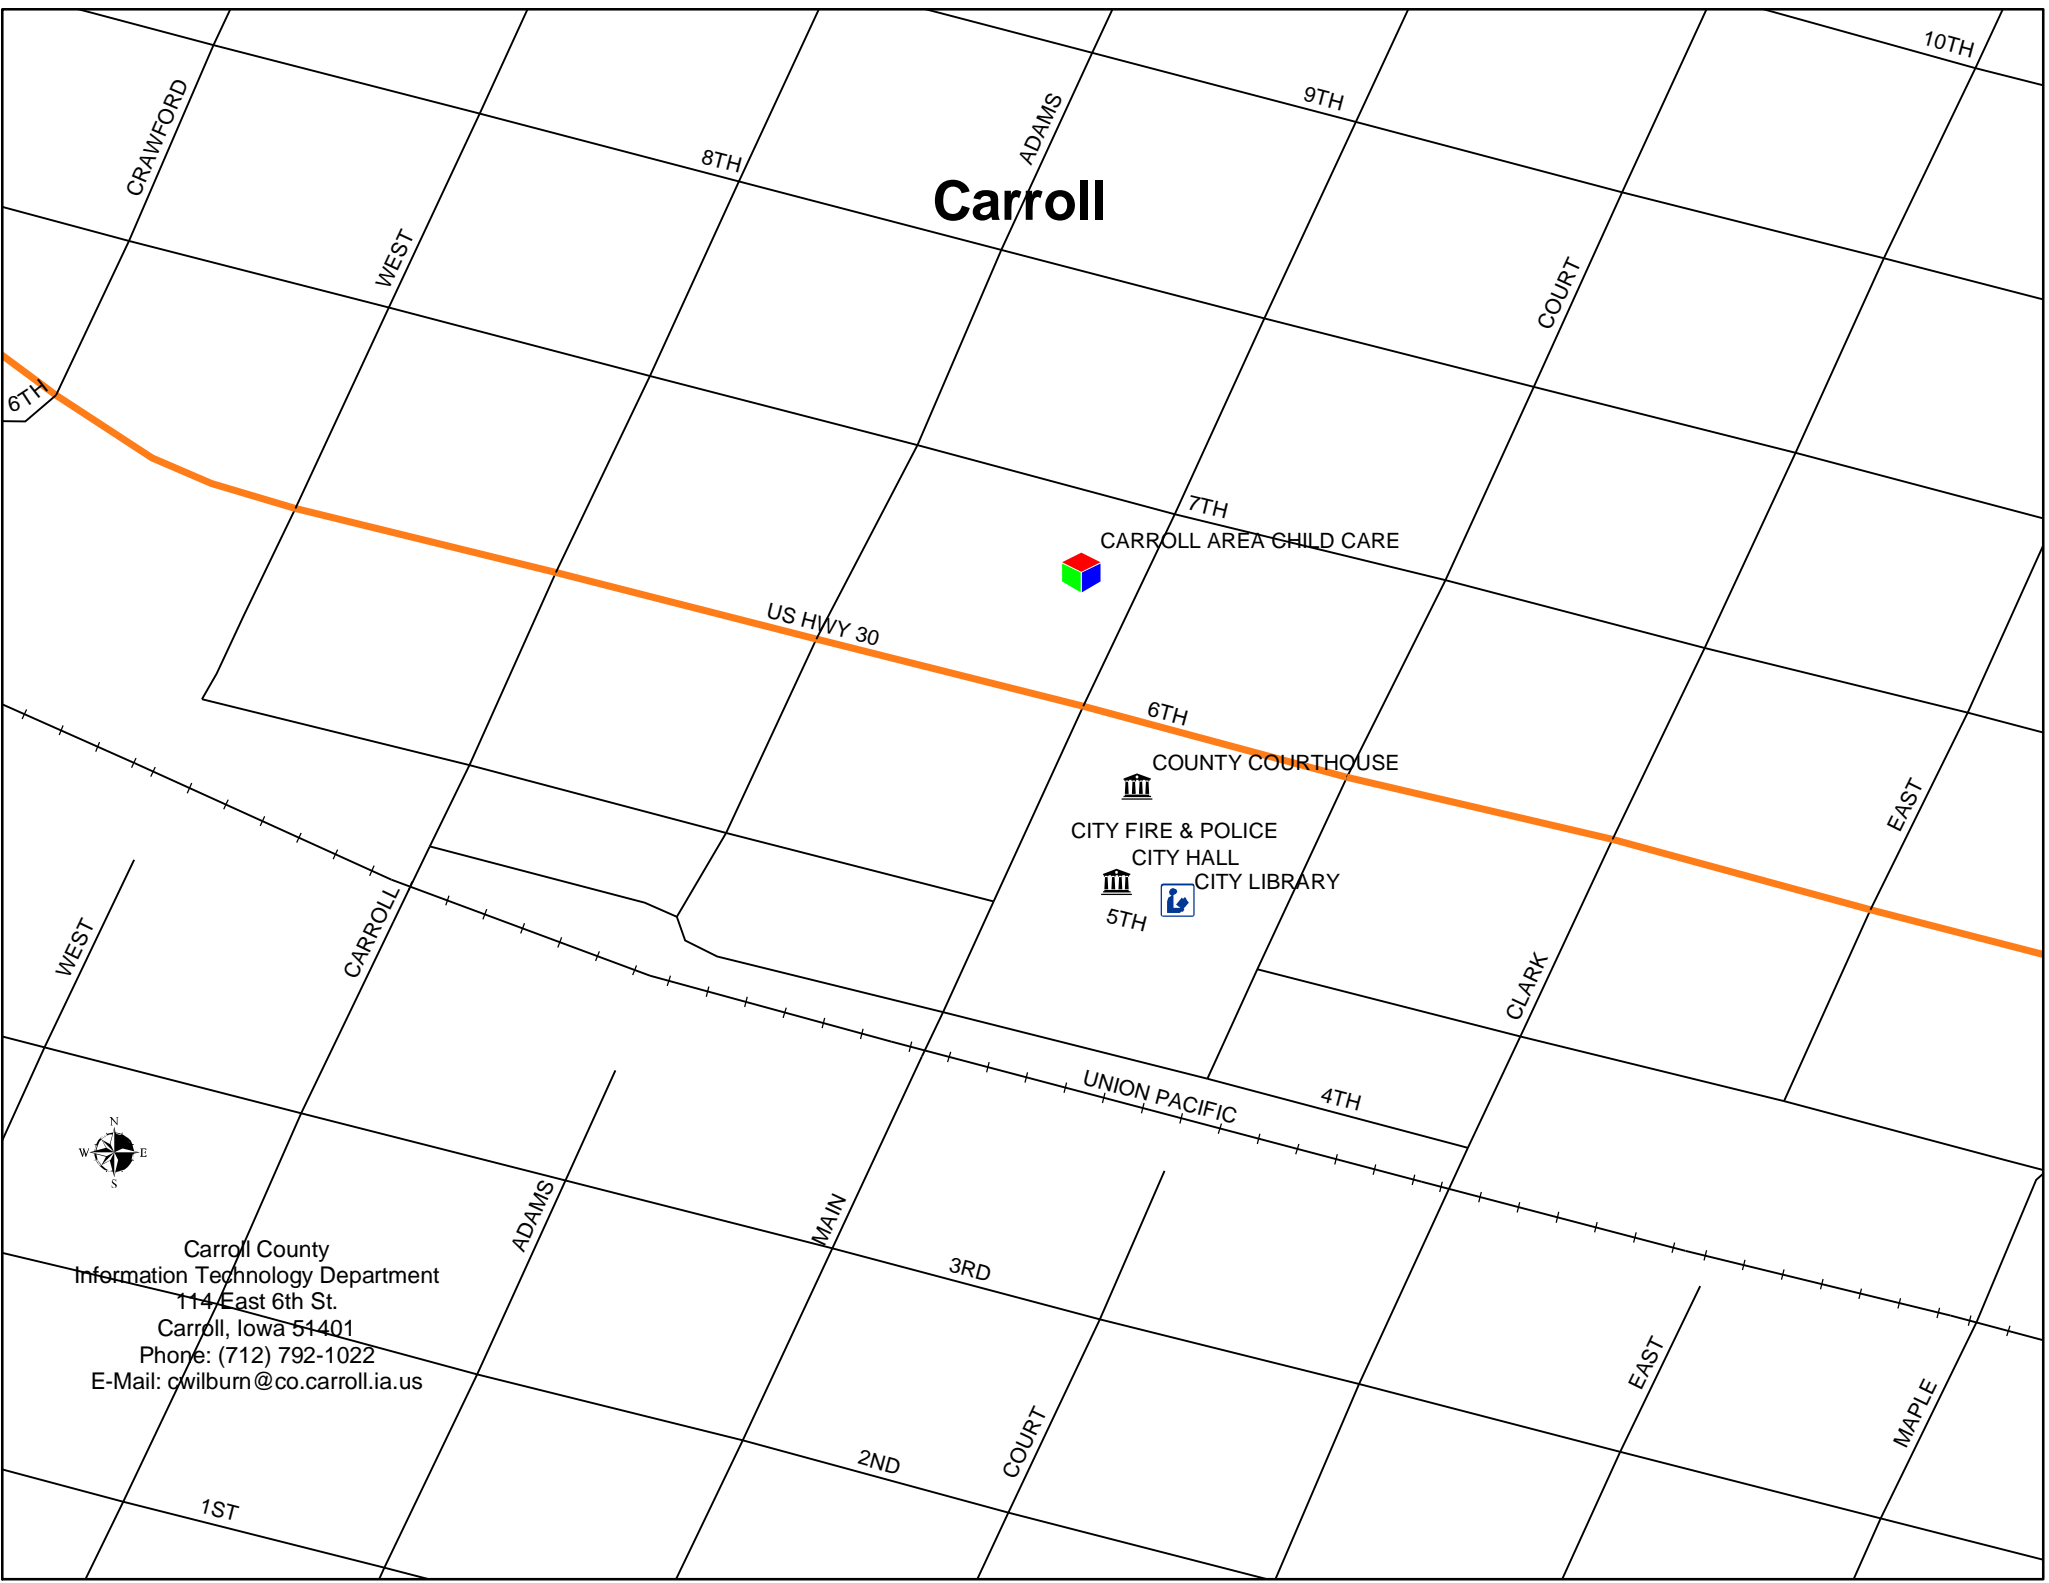 10TH
9TH
CRAWFORD
ADAMS
8TH
Carroll
WEST
COURT
6TH
7TH
CARROLL AREA CHILD CARE
US HWY 30
6TH
COUNTY COURTHOUSE
EAST
CITY FIRE & POLICE
CITY HALL
CITY LIBRARY
5TH
WEST
CARROLL
CLARK
UNION PACIFIC
4TH
N
W E
S
ADAMS
MAIN
3RD
Carroll County
Information Technology Department
114 East 6th St.
Carroll, Iowa 51401
Phone: (712) 792-1022
E-Mail: cwilburn@co.carroll.ia.us
EAST
MAPLE
COURT
2ND
1ST